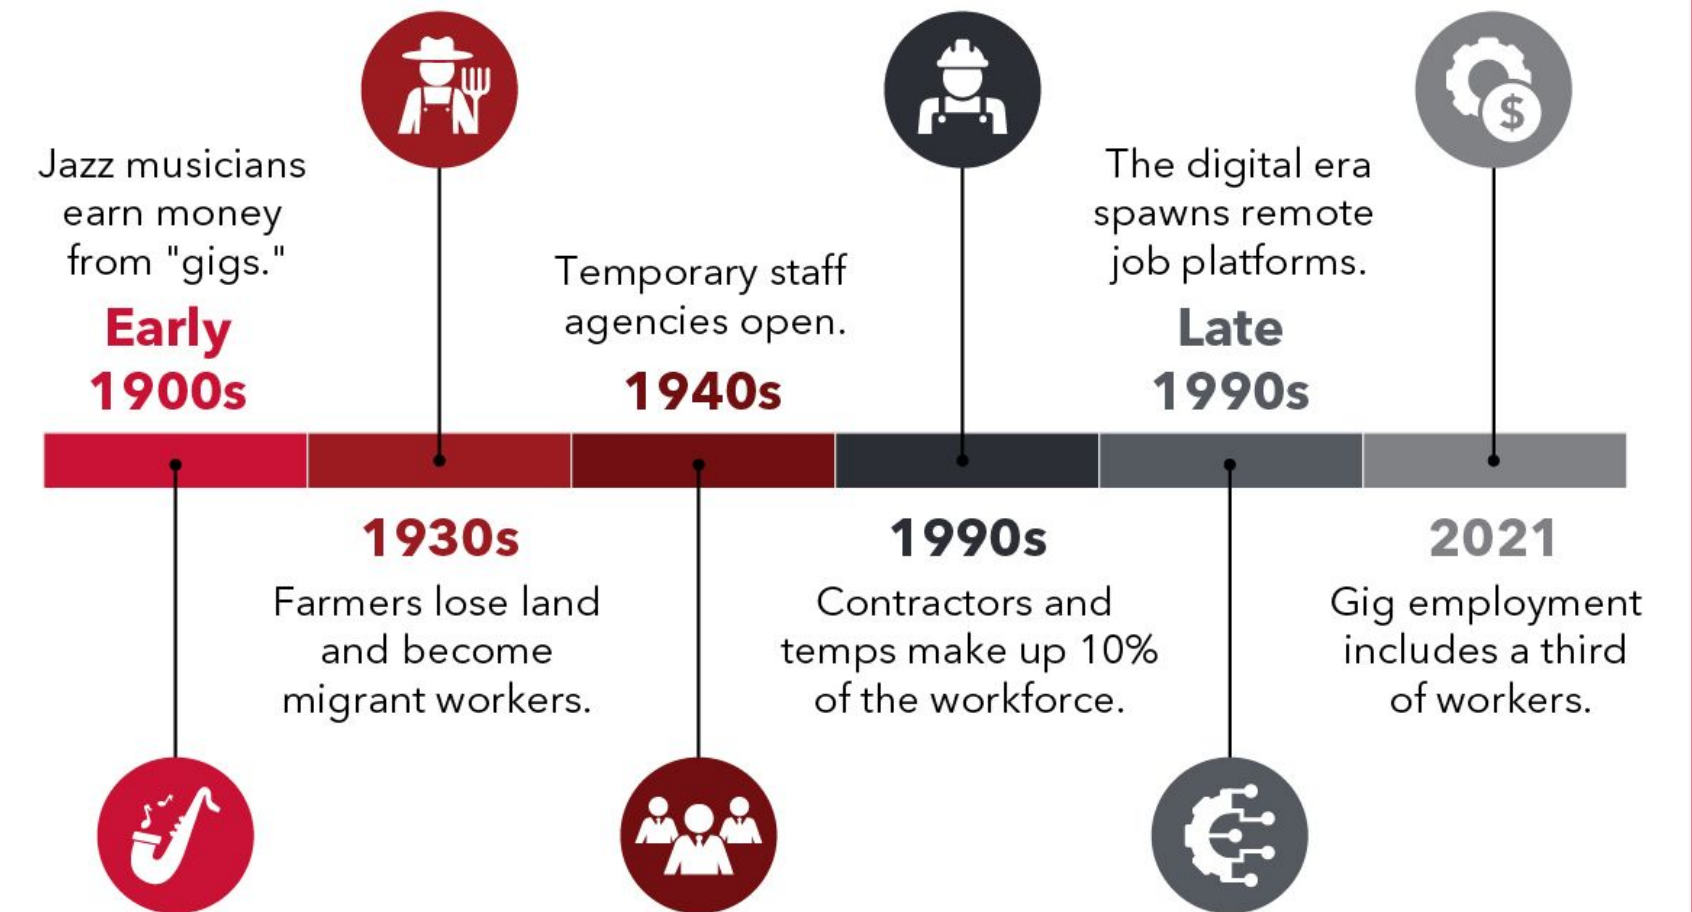 Jazz musicians
earn money
from "gigs."
Early
1900s
1930s
Farmers lose land
and become
migrant workers.
Temporary staff
agencies open.
1940s
1990s
Contractors and
temps make up 10%
of the workforce.
The digital era
spawns remote
job platforms.
Late
1990s
$
2021
Gig employment
includes a third
of workers.